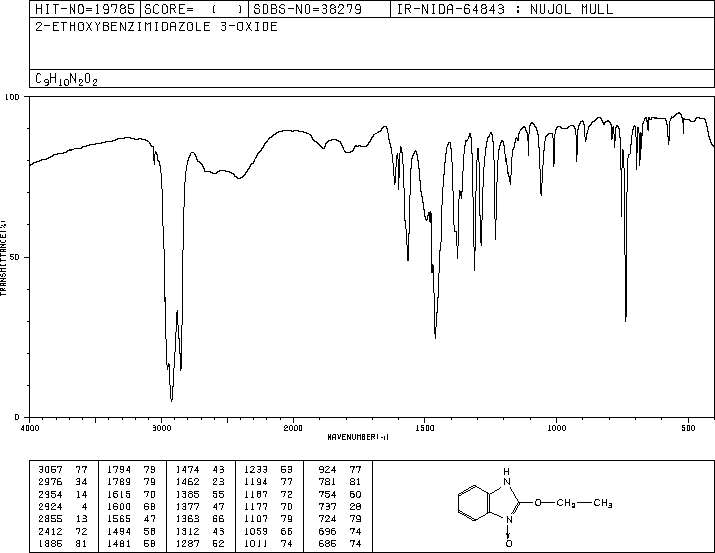 HIT-NO=19785 SCORE= ( ) SDBS-NO=38279 IR-NIDA-64843 : NUJOL MULL
2-ETHOXYBENZIMIDAZOLE 3-OXIDE
C9H10N2O2
100
50
0
TRANSMITTANCE(%)
4000 3000 2000 1500 1000 500
WAVENUMBER(-1)
3067 77 1794 79 1474 43 1233 53 924 77
2976 34 1789 79 1462 23 1194 77 781 81
2954 14 1615 70 1385 55 1187 72 754 60
2924 4 1600 68 1377 47 1177 70 737 28
2855 13 1565 47 1363 66 1107 79 724 79
2412 72 1494 58 1312 43 1059 66 696 74
1886 81 1481 58 1287 52 1011 74 685 74
H
N
O CH2 CH3
N
O